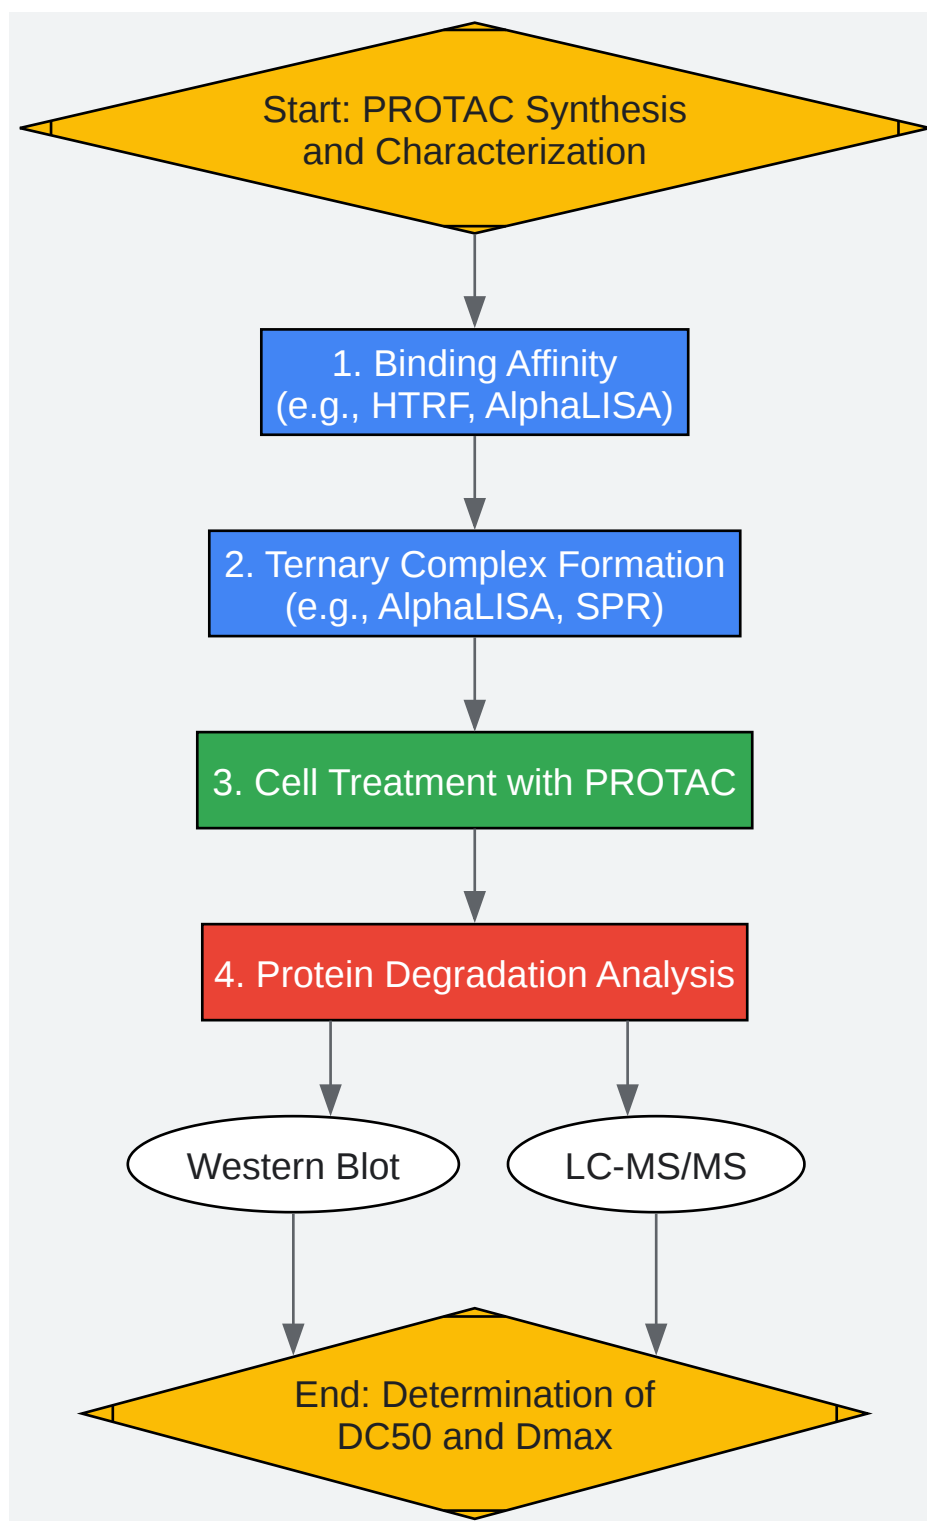 Start: PROTAC Synthesis
and Characterization
1. Binding Affinity
(e.g., HTRF, AlphaLISA)
2. Ternary Complex Formation
(e.g., AlphaLISA, SPR)
3. Cell Treatment with PROTAC
4. Protein Degradation Analysis
Western Blot
LC-MS/MS
End: Determination of
DC50 and Dmax